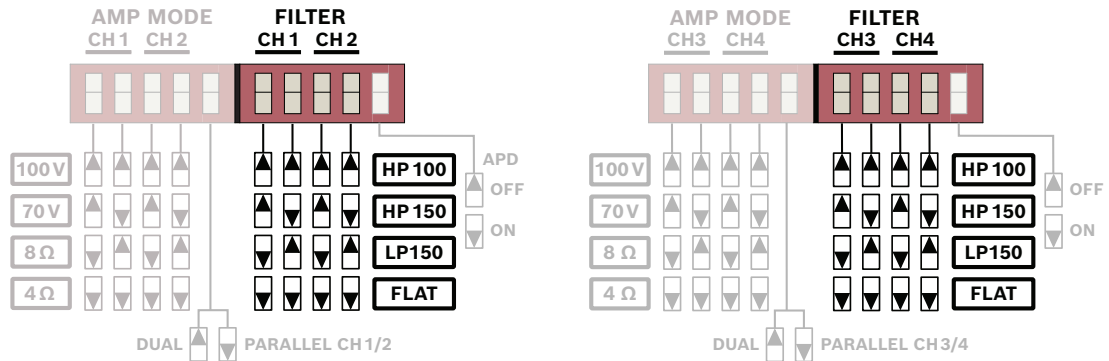 AMP MODE FILTER
CH 1 CH 2 CH 1 CH 2
100 V HP 100 APD
OFF
70 V HP 150
ON
8 Ω LP150
4 Ω FLAT
DUAL PARALLEL CH 1/2
AMP MODE FILTER
CH3 CH4 CH3 CH4
100 V HP 100
OFF
70 V HP 150
ON
8 Ω LP150
4 Ω FLAT
DUAL PARALLEL CH 3/4